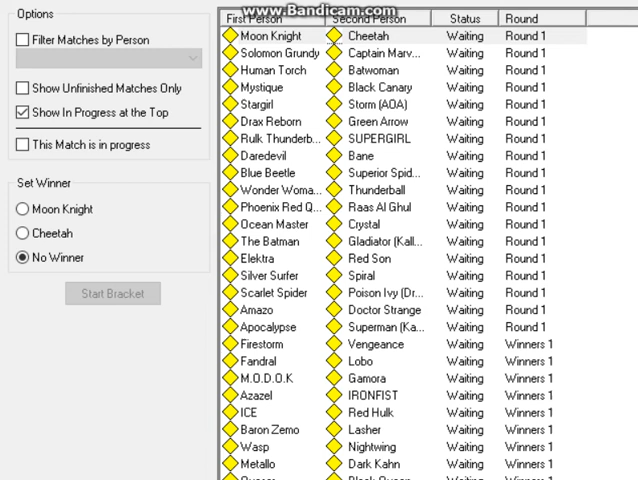 www.Bandicam.com
Options
Filter Matches by Person
Show Unfinished Matches Only
Show In Progress at the Top
This Match is in progress
Set Winner
Moon Knight
Cheetah
No Winner
Start Bracket
First Person Second Person Status Round
Moon Knight Cheetah Waiting Round 1
Solomon Grundy Captain Marv... Waiting Round 1
Human Torch Batwoman Waiting Round 1
Mystique Black Canary Waiting Round 1
Stargirl Storm (AOA) Waiting Round 1
Drax Reborn Green Arrow Waiting Round 1
Rulk Thunderb... SUPERGIRL Waiting Round 1
Daredevil Bane Waiting Round 1
Blue Beetle Superior Spid... Waiting Round 1
Wonder Woma... Thunderball Waiting Round 1
Phoenix Red Q... Raas Al Ghul Waiting Round 1
Ocean Master Crystal Waiting Round 1
The Batman Gladiator (Kall... Waiting Round 1
Elektra Red Son Waiting Round 1
Silver Surfer Spiral Waiting Round 1
Scarlet Spider Poison Ivy (Dr... Waiting Round 1
Amazo Doctor Strange Waiting Round 1
Apocalypse Superman (Ka... Waiting Round 1
Firestorm Vengeance Waiting Winners 1
Fandral Lobo Waiting Winners 1
M.O.D.O.K Gamora Waiting Winners 1
Azazel IRONFIST Waiting Winners 1
ICE Red Hulk Waiting Winners 1
Baron Zemo Lasher Waiting Winners 1
Wasp Nightwing Waiting Winners 1
Metallo Dark Kahn Waiting Winners 1